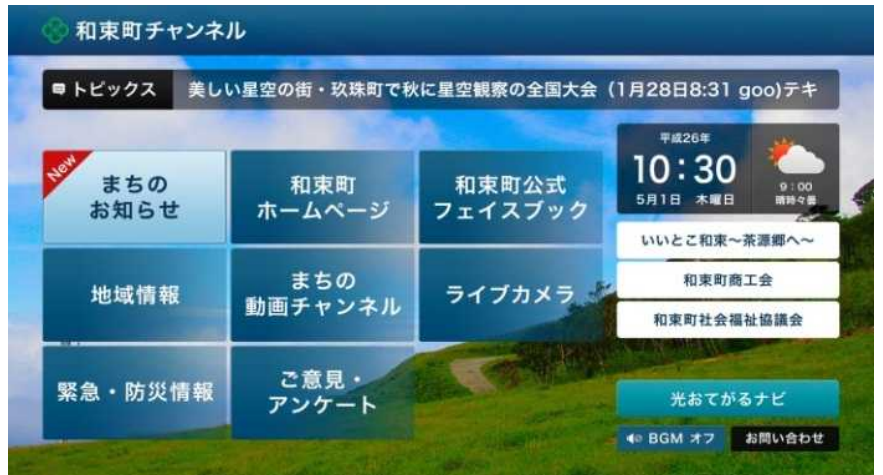 和束町チャンネル
トピックス
美しい星空の街・玖珠町で秋に星空観察の全国大会（1月28日8:31 goo)テキ
平成26年
10:30
5月1日 木曜日
9:00
晴時々曇
New
まちの
お知らせ
和束町
ホームページ
和束町公式
フェイスブック
いいとこ和束〜茶源郷へ〜
和束町商工会
和束町社会福祉協議会
地域情報
まちの
動画チャンネル
ライブカメラ
緊急・防災情報
ご意見・
アンケート
光おてがるナビ
BGM オフ
お問い合わせ